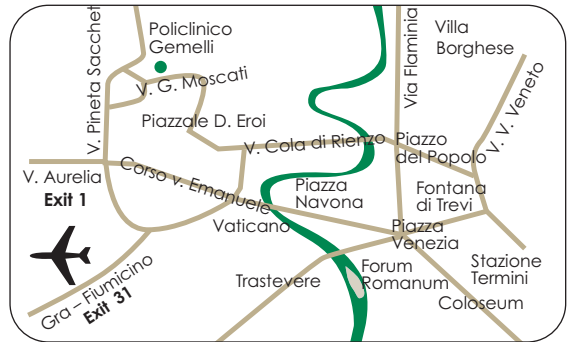 Policlinico
Gemelli
V. Pineta Sacchet
V. G. Moscati
Piazzale D. Eroi
Via Flaminia
Villa
Borghese
V. V. Veneto
V. Cola di Rienzo
Piazzo
del Popolo
V. Aurelia
Exit 1
Corso v. Emanuele
Vaticano
Piazza
Navona
Fontana
di Trevi
Piazza
Venezia
Gra – Fiumicino
Exit 31
Trastevere
Forum
Romanum
Stazione
Termini
Coloseum